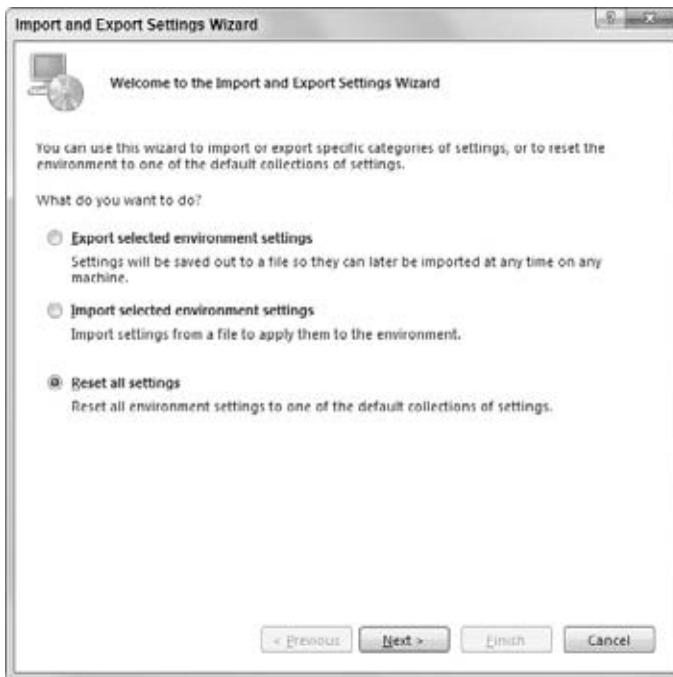 Import and Export Settings Wizard
Welcome to the Import and Export Settings Wizard
You can use this wizard to import or export specific categories of settings, or to reset the
environment to one of the default collections of settings.
What do you want to do?
Export selected environment settings
Settings will be saved out to a file so they can later be imported at any time on any
machine.
Import selected environment settings
Import settings from a file to apply them to the environment.
Reset all settings
Reset all environment settings to one of the default collections of settings.
< Previous Next > Finish Cancel